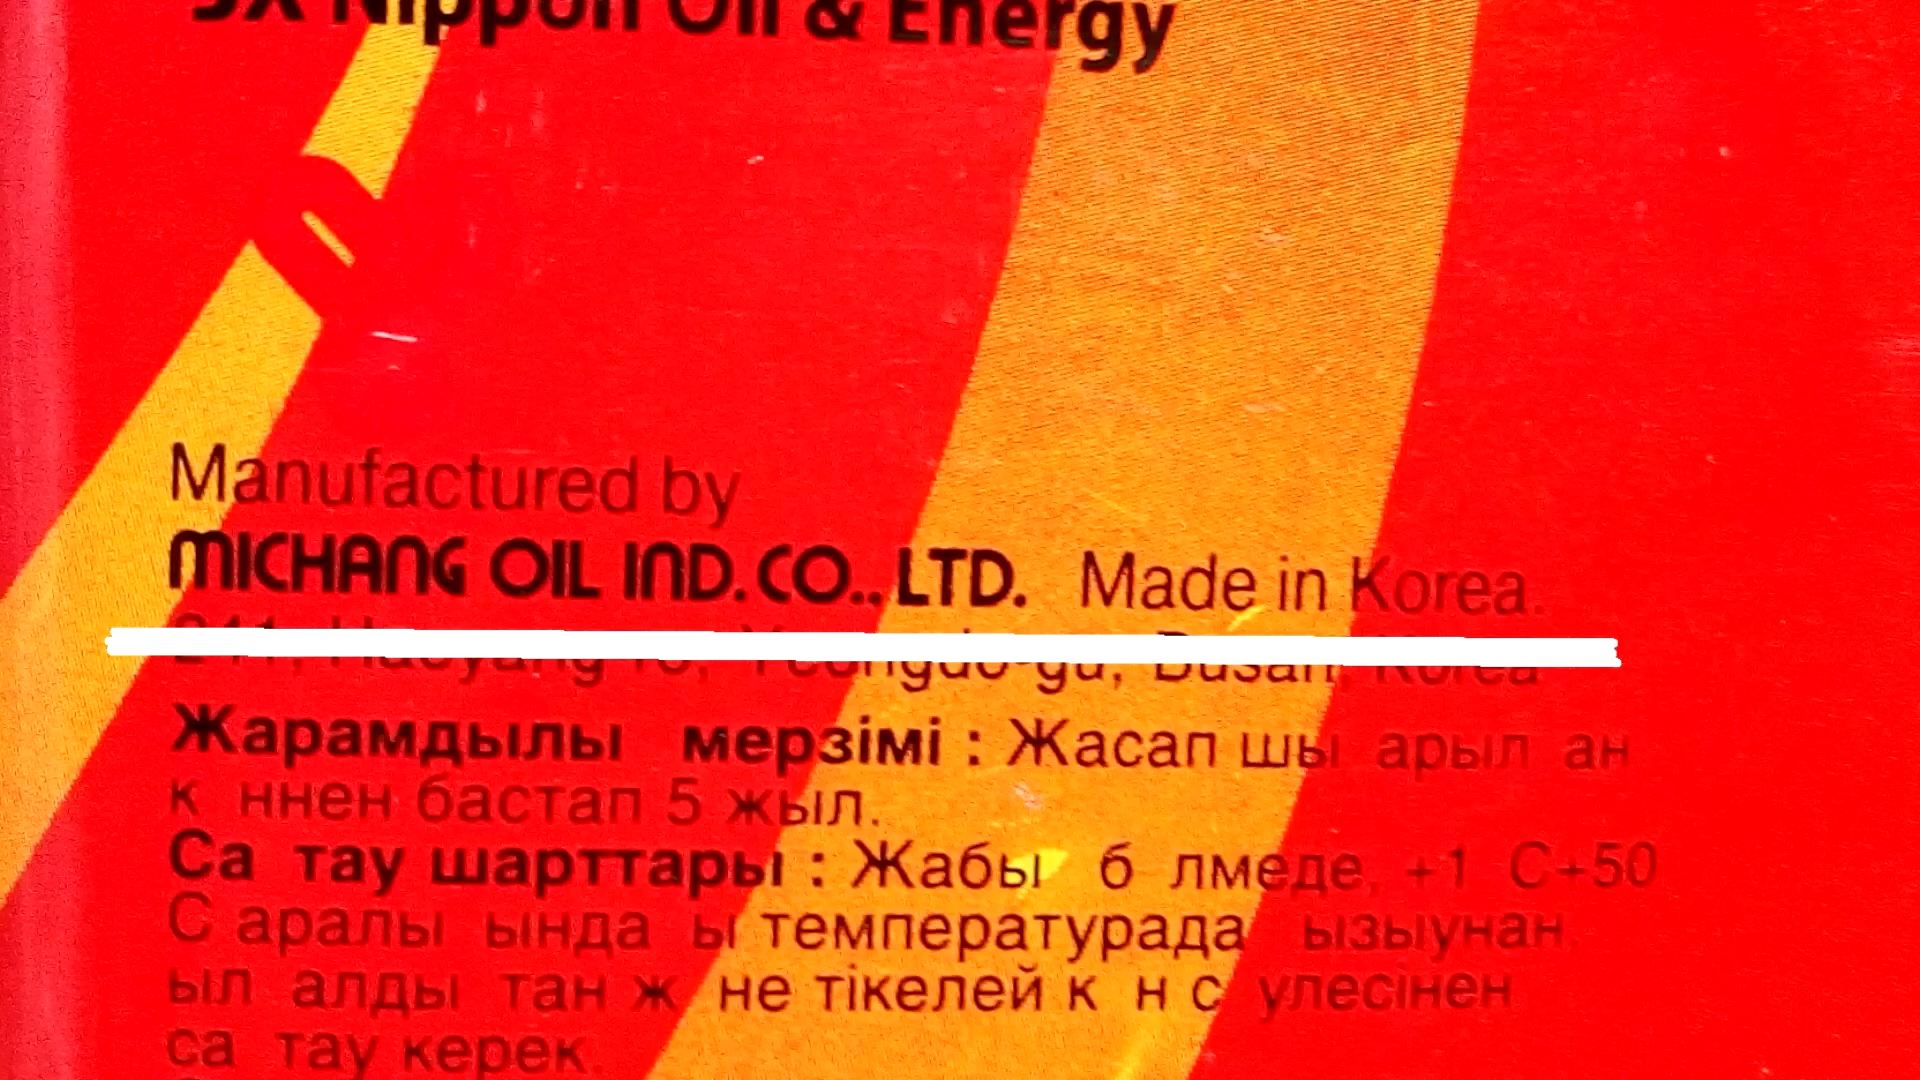 JX Nippon Oil & Energy
Manufactured by
MICHANG OIL IND. CO., LTD. Made in Korea.
Жарамдылы мерзімі : Жасап шы арыл ан
к ннен бастап 5 жыл.
Са тау шарттары : Жабы б лмеде, +1 С+50
С аралы ында ы температурада ызыунан,
ыл алды тан ж не тікелей к н с улесінен
са тау керек.